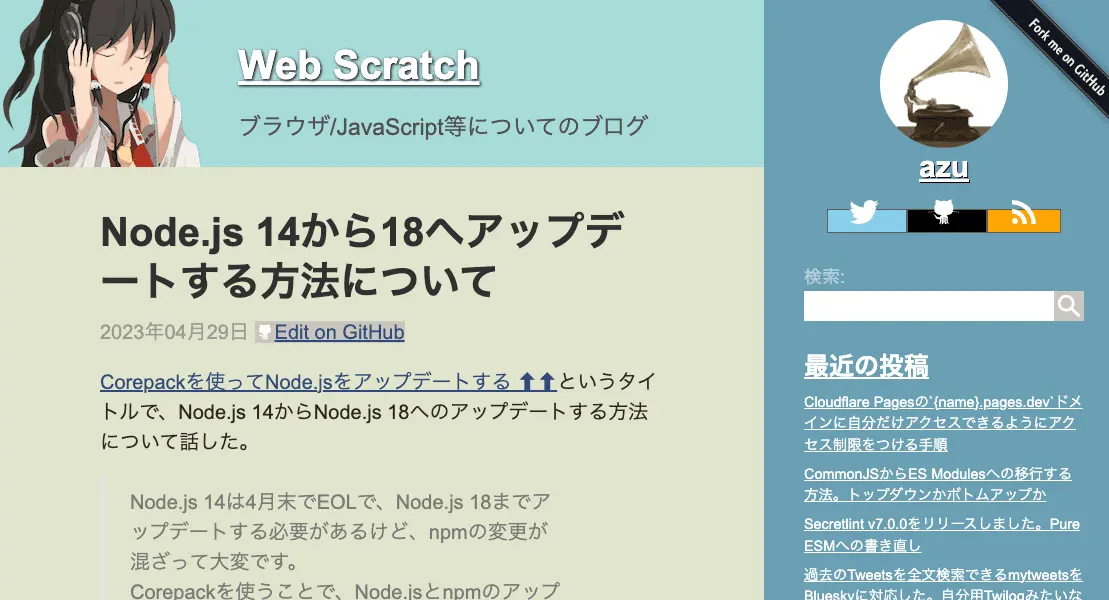 Web Scratch
ブラウザ/JavaScript等についてのブログ
Node.js 14から18へアップデ
ートする方法について
2023年04月29日 Edit on GitHub
Corepackを使ってNode.jsをアップデートする ⬆⬆というタイ
トルで、Node.js 14からNode.js 18へのアップデートする方法
について話した。
Node.js 14は4月末でEOLで、Node.js 18までア
ップデートする必要があるけど、npmの変更が
混ざって大変です。
Corepackを使うことで、Node.jsとnpmのアップ
Fork me on GitHub
azu
検索:
最近の投稿
Cloudflare Pagesの`{name}.pages.dev`ドメ
インに自分だけアクセスできるようにアク
セス制限をつける手順
CommonJSからES Modulesへの移行する
方法。トップダウンかボトムアップか
Secretlint v7.0.0をリリースしました。Pure
ESMへの書き直し
過去のTweetsを全文検索できるmytweetsを
Blueskyに対応した。自分用Twilogみたいな